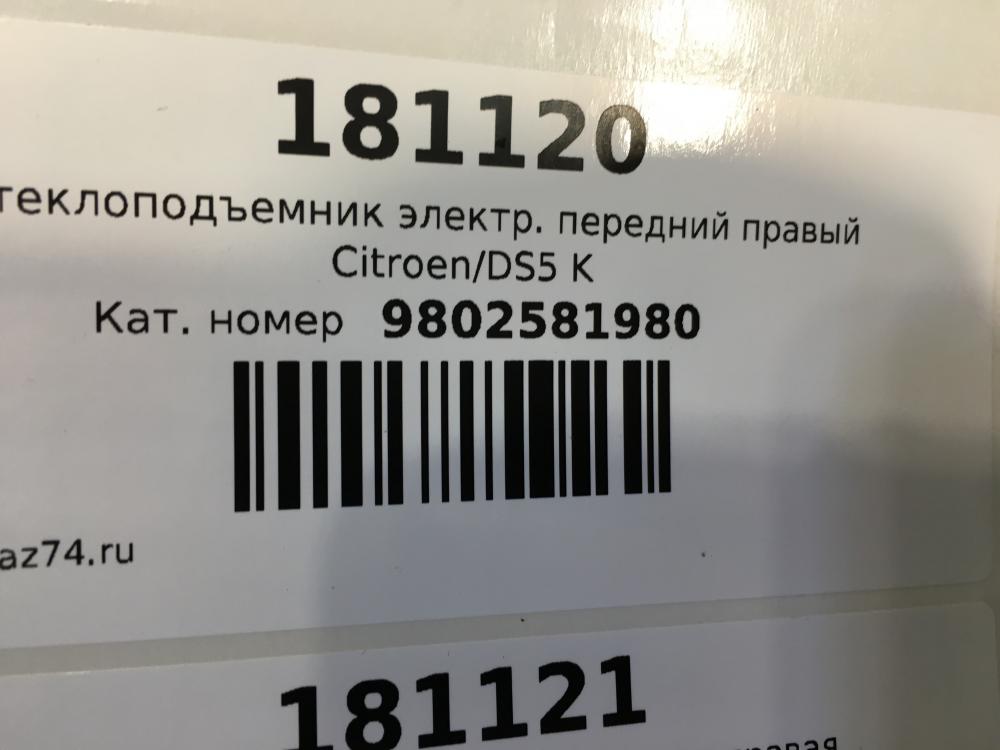 181120
теклоподъемник электр. передний правый
Citroen/DS5 K
Кат. номер 9802581980
az74.ru
181121